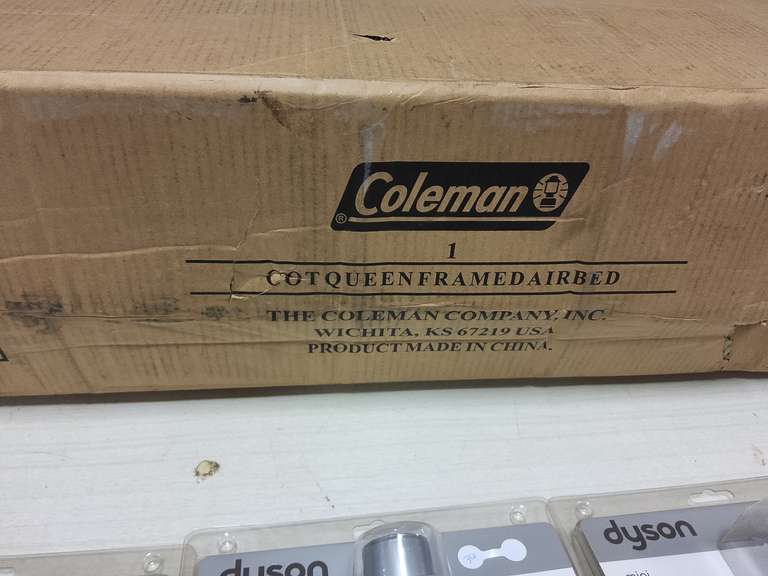 Coleman
®
1
COT QUEEN FRAMED AIRBED
THE COLEMAN COMPANY, INC.
WICHITA, KS 67219 USA
PRODUCT MADE IN CHINA.
dyson
dyson
mini